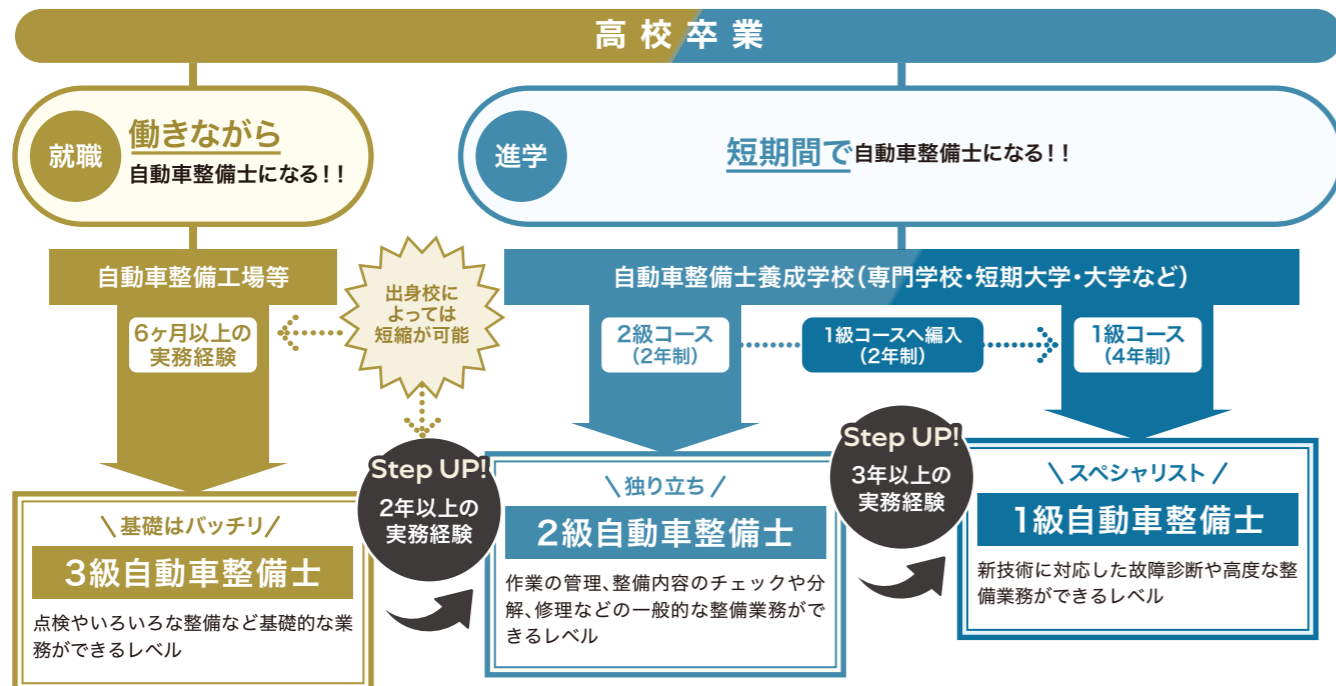 高校卒業
就職
働きながら
自動車整備士になる！！
進学
短期間で自動車整備士になる！！
自動車整備工場等
6ヶ月以上の
実務経験
出身校に
よっては
短縮が可能
自動車整備士養成学校（専門学校・短期大学・大学など）
2級コース
（2年制）
1級コースへ編入
（2年制）
1級コース
（4年制）
\ 基礎はバッチリ /
3級自動車整備士
点検やいろいろな整備など基礎的な業
務ができるレベル
Step UP!
2年以上の
実務経験
\ 独り立ち /
2級自動車整備士
作業の管理、整備内容のチェックや分
解、修理などの一般的な整備業務がで
きるレベル
Step UP!
3年以上の
実務経験
\ スペシャリスト /
1級自動車整備士
新技術に対応した故障診断や高度な整
備業務ができるレベル